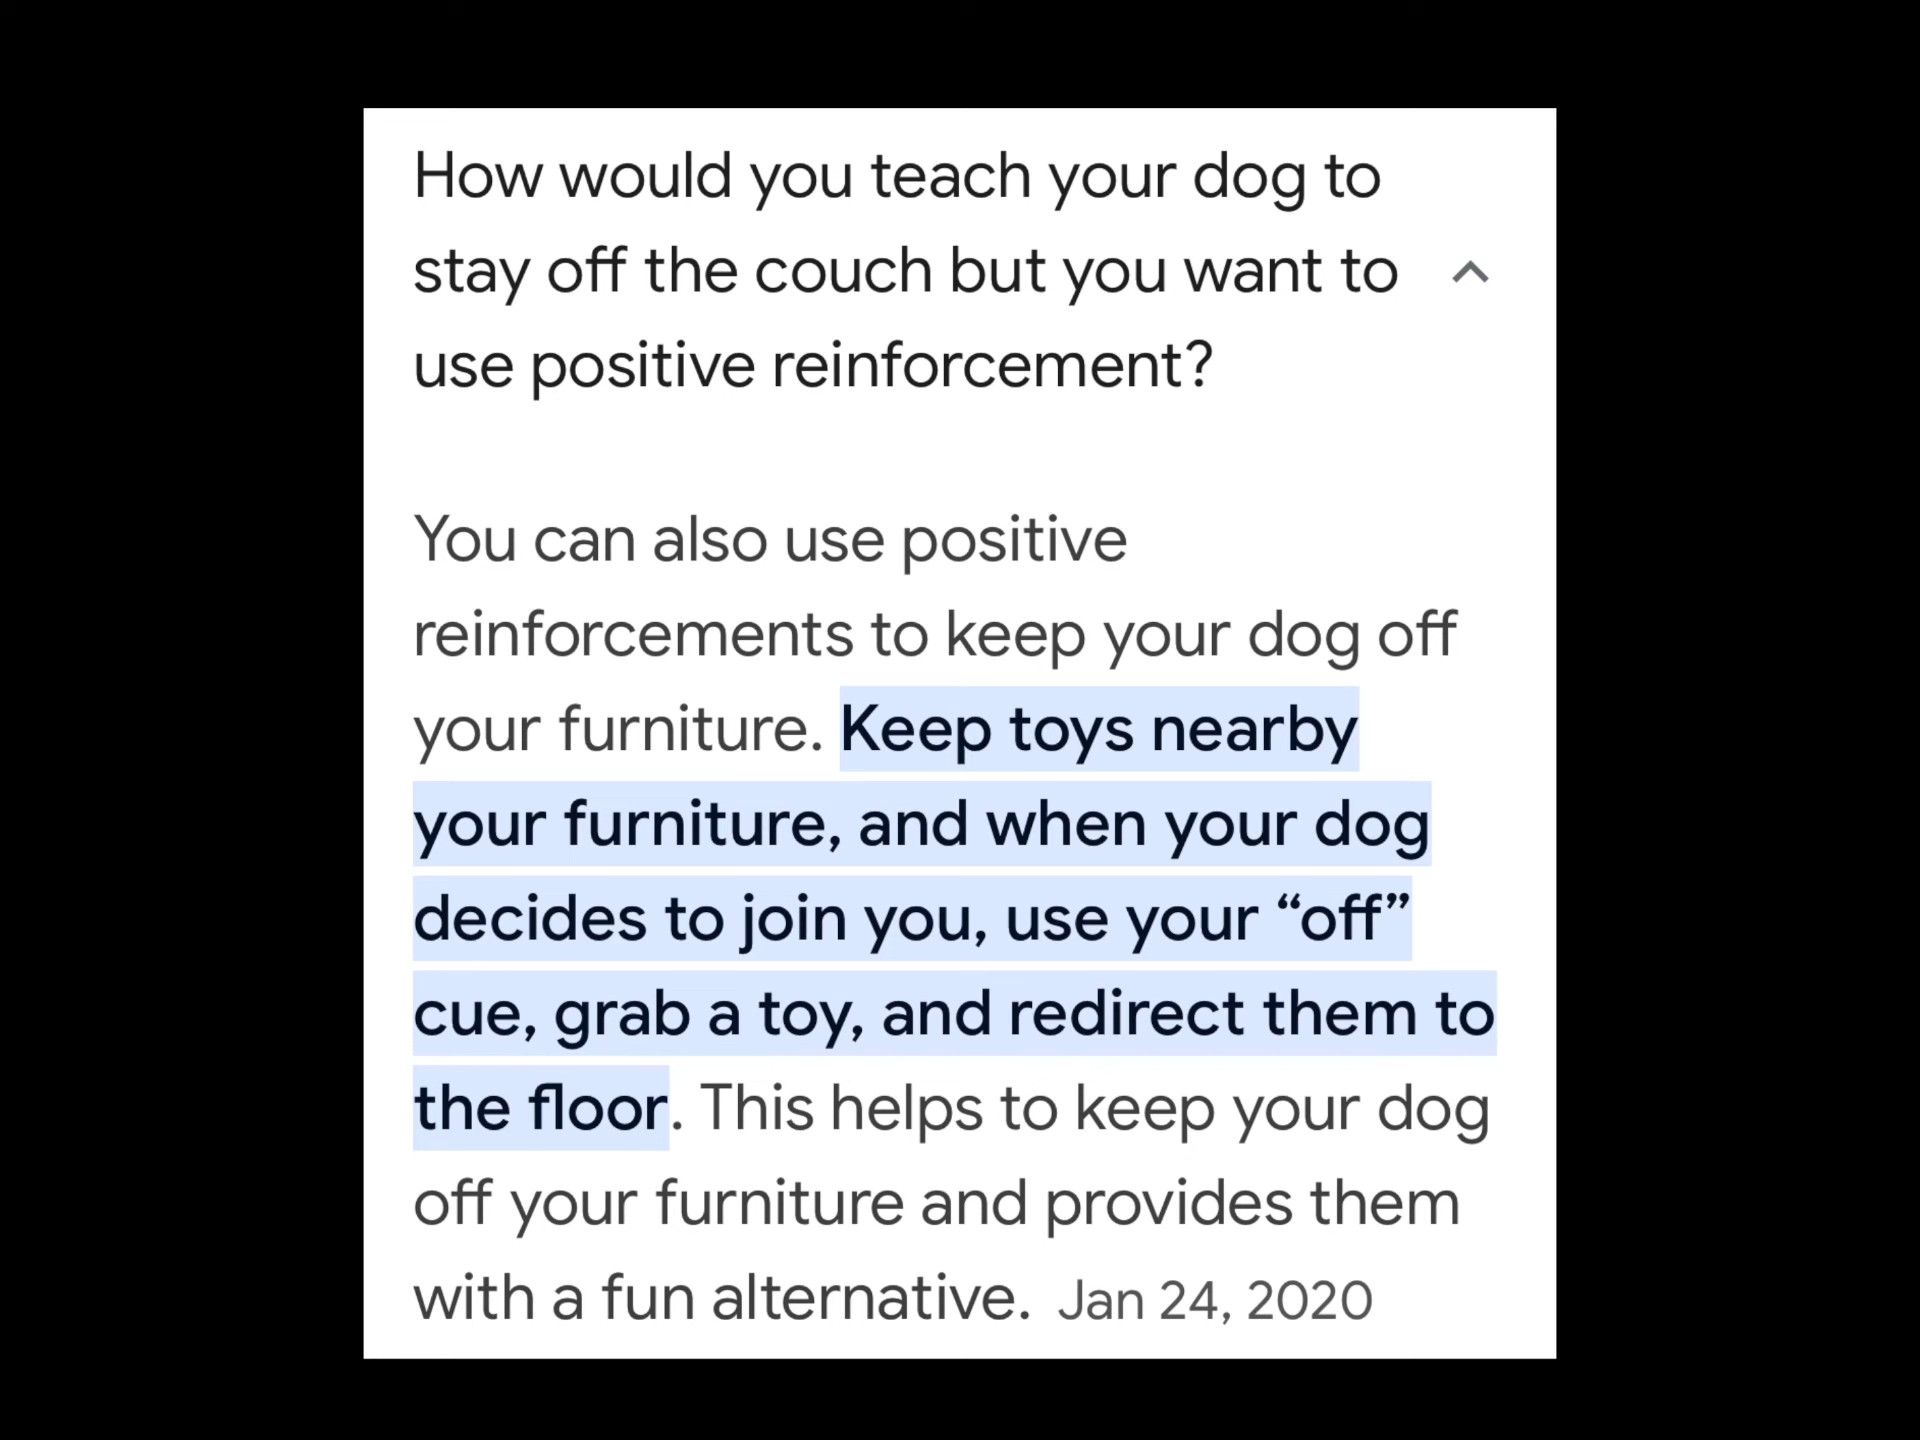 How would you teach your dog to
stay off the couch but you want to
use positive reinforcement?
You can also use positive
reinforcements to keep your dog off
your furniture. Keep toys nearby
your furniture, and when your dog
decides to join you, use your “off”
cue, grab a toy, and redirect them to
the floor. This helps to keep your dog
off your furniture and provides them
with a fun alternative. Jan 24, 2020